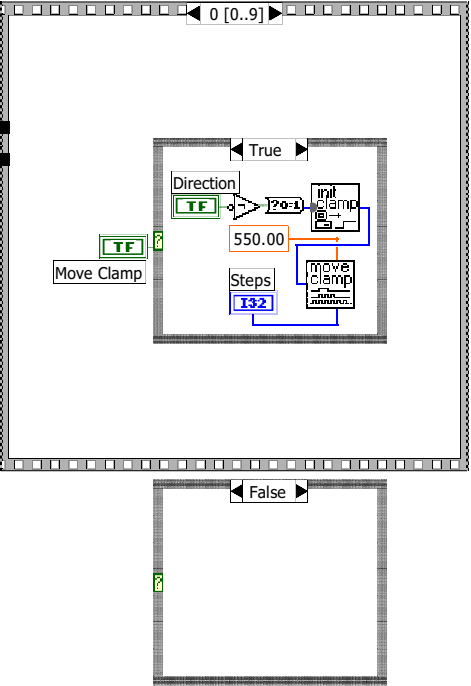 0 [0..9]
True
Direction
TF
?0:1
init
clamp
550.00
TF
?
Move Clamp
move
clamp
Steps
I32
False
?